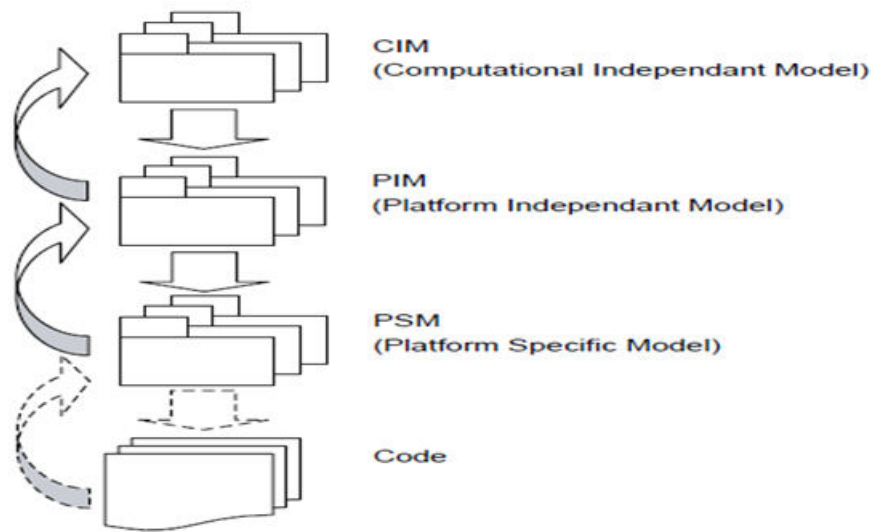 CIM
(Computational Independant Model)
PIM
(Platform Independant Model)
PSM
(Platform Specific Model)
Code